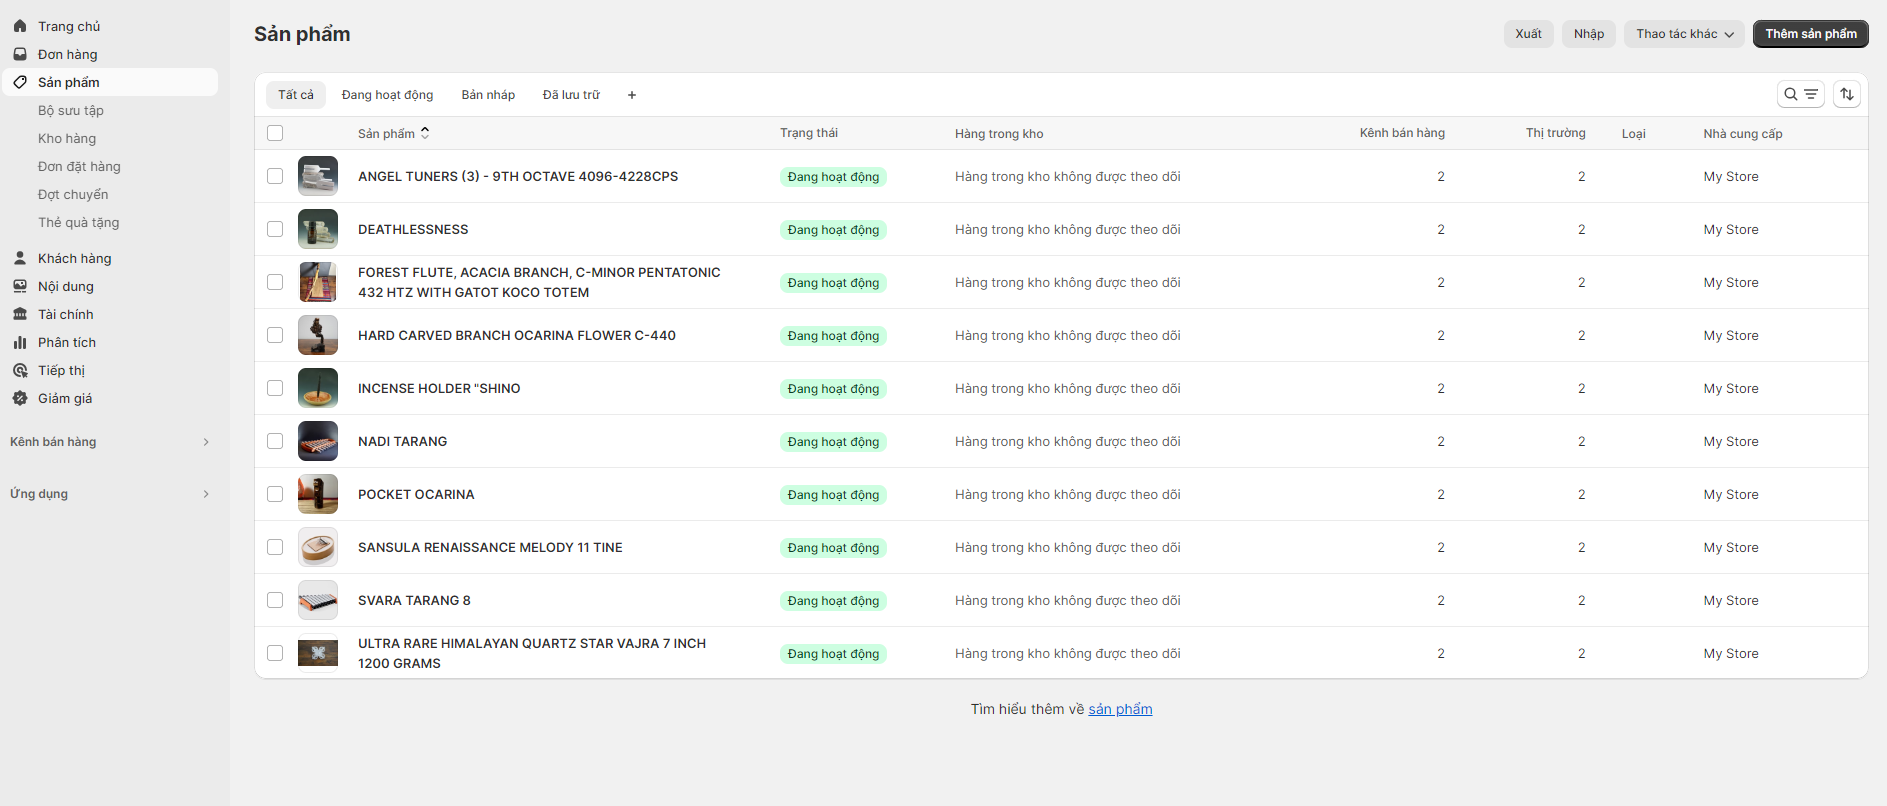 Trang chủ
Đơn hàng
Sản phẩm
Bộ sưu tập
Kho hàng
Đơn đặt hàng
Đợt chuyển
Thẻ quà tặng
Khách hàng
Nội dung
Tài chính
Phân tích
Tiếp thị
Giảm giá
Kênh bán hàng
Ứng dụng
Sản phẩm
Xuất Nhập Thao tác khác Thêm sản phẩm
Tất cả Đang hoạt động Bản nháp Đã lưu trữ +
Sản phẩm Trạng thái Hàng trong kho Kênh bán hàng Thị trường Loại Nhà cung cấp
ANGEL TUNERS (3) - 9TH OCTAVE 4096-4228CPS Đang hoạt động Hàng trong kho không được theo dõi 2 2 My Store
DEATHLESSNESS Đang hoạt động Hàng trong kho không được theo dõi 2 2 My Store
FOREST FLUTE, ACACIA BRANCH, C-MINOR PENTATONIC
432 HTZ WITH GATOT KOCO TOTEM Đang hoạt động Hàng trong kho không được theo dõi 2 2 My Store
HARD CARVED BRANCH OCARINA FLOWER C-440 Đang hoạt động Hàng trong kho không được theo dõi 2 2 My Store
INCENSE HOLDER "SHINO Đang hoạt động Hàng trong kho không được theo dõi 2 2 My Store
NADI TARANG Đang hoạt động Hàng trong kho không được theo dõi 2 2 My Store
POCKET OCARINA Đang hoạt động Hàng trong kho không được theo dõi 2 2 My Store
SANSULA RENAISSANCE MELODY 11 TINE Đang hoạt động Hàng trong kho không được theo dõi 2 2 My Store
SVARA TARANG 8 Đang hoạt động Hàng trong kho không được theo dõi 2 2 My Store
ULTRA RARE HIMALAYAN QUARTZ STAR VAJRA 7 INCH
1200 GRAMS Đang hoạt động Hàng trong kho không được theo dõi 2 2 My Store
Tìm hiểu thêm về sản phẩm